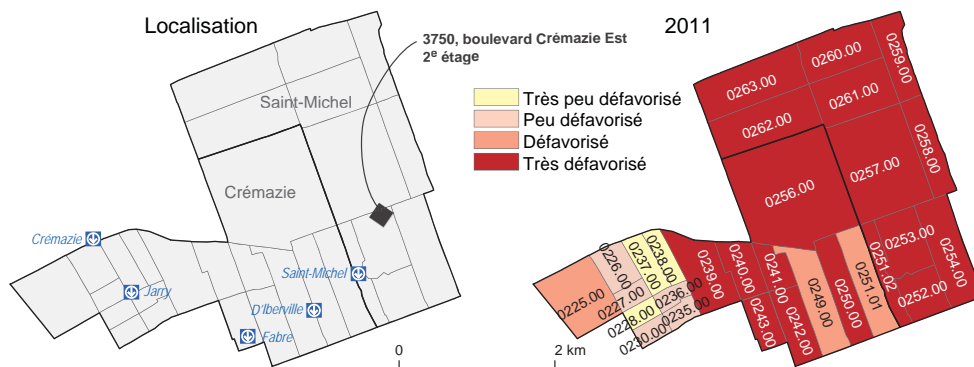 Localisation
3750, boulevard Crémazie Est
2e étage
Saint-Michel
Crémazie
Crémazie
Jarry
Saint-Michel
D'Iberville
Fabre
0
2 km
2011
Très peu défavorisé
Peu défavorisé
Défavorisé
Très défavorisé
0263.00
0260.00
0259.00
0262.00
0261.00
0258.00
0256.00
0257.00
0225.00
0226.00
0227.00
0228.00
0230.00
0237.00
0238.00
0236.00
0235.00
0239.00
0240.00
0243.00
0241.00
0242.00
0249.00
0250.00
0251.01
0251.02
0253.00
0252.00
0254.00